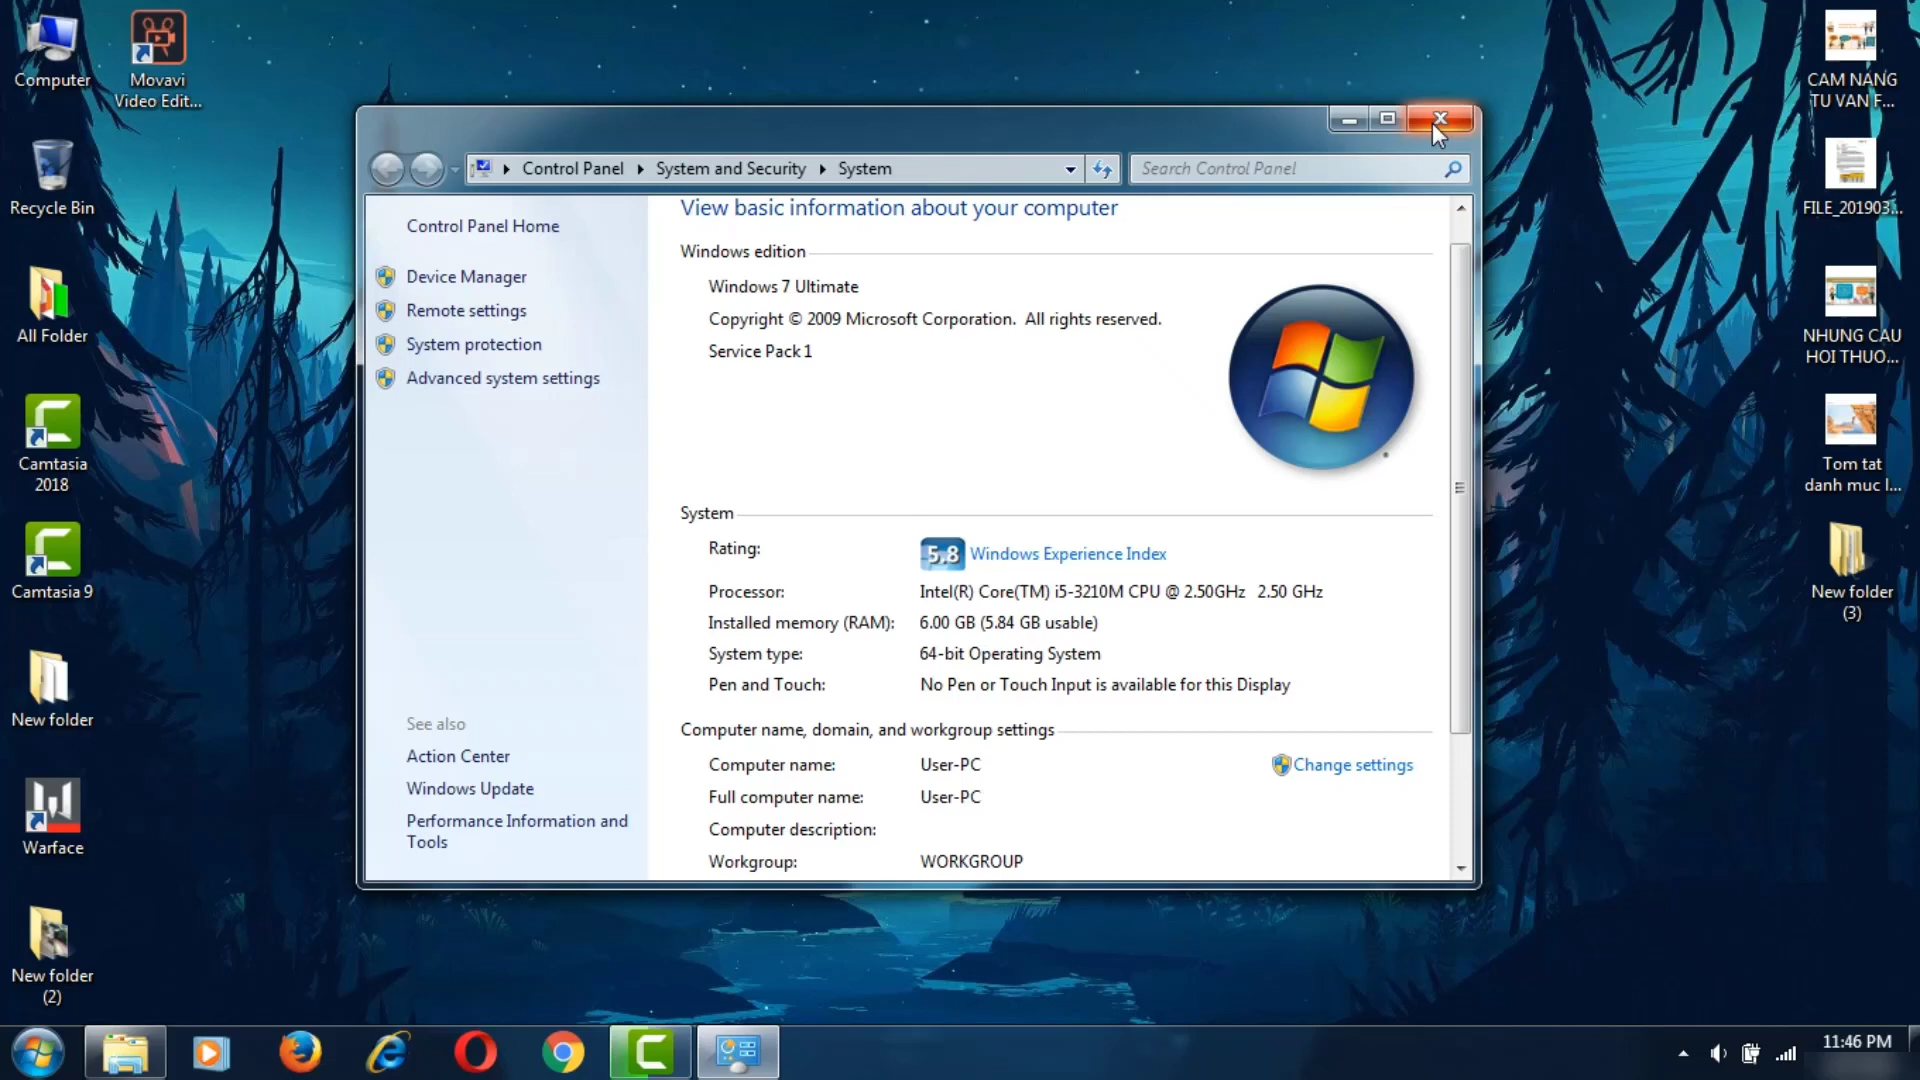 Computer
Movavi
Video Edit...
Recycle Bin
All Folder
Camtasia
2018
Camtasia 9
New folder
Warface
New folder
(2)
Control Panel
System and Security
System
Search Control Panel
Control Panel Home
Device Manager
Remote settings
System protection
Advanced system settings
See also
Action Center
Windows Update
Performance Information and
Tools
View basic information about your computer
Windows edition
Windows 7 Ultimate
Copyright © 2009 Microsoft Corporation. All rights reserved.
Service Pack 1
System
Rating:
5,8 Windows Experience Index
Processor: Intel(R) Core(TM) i5-3210M CPU @ 2.50GHz 2.50 GHz
Installed memory (RAM): 6.00 GB (5.84 GB usable)
System type: 64-bit Operating System
Pen and Touch: No Pen or Touch Input is available for this Display
Computer name, domain, and workgroup settings
Computer name: User-PC
Change settings
Full computer name: User-PC
Computer description:
Workgroup: WORKGROUP
CAM NANG
TU VAN F...
FILE_201903...
NHUNG CAU
HOI THUO...
Tom tat
danh muc l...
New folder
(3)
11:46 PM